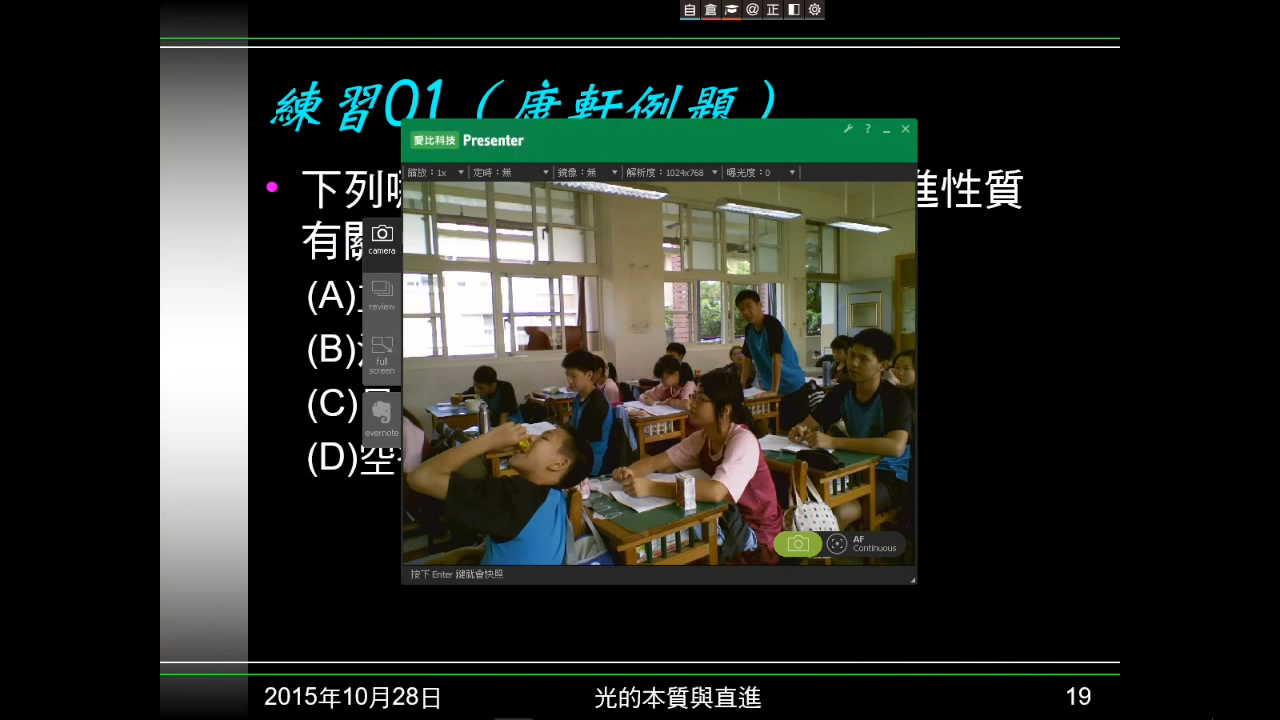 自 倉 @ 正
練習01（康軒例題）
愛比科技 Presenter
縮放：1x 定時：無 鏡像：無 解析度：1024x768 曝光度：0
下列 進性質
有關
(A)
(B)
(C)
(D)空
camera
review
full
screen
evernote
AF
Continuous
按下 Enter 鍵就會快照
2015年10月28日 光的本質與直進 19